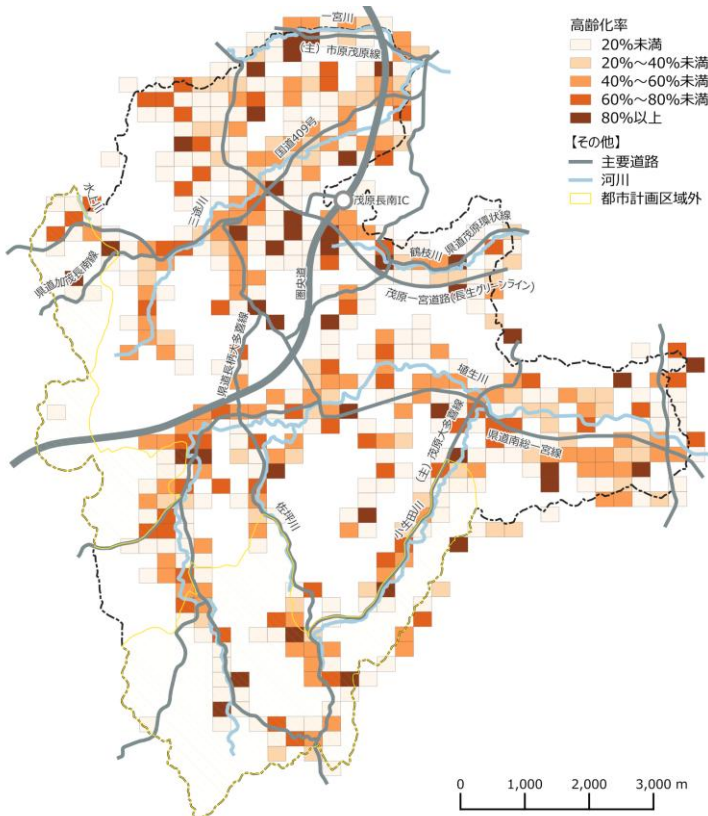 高齢化率
20%未満
20%～40%未満
40%～60%未満
60%～80%未満
80%以上
【その他】
主要道路
河川
都市計画区域外
一宮川
(主)市原茂原線
国道409号
茂原長南IC
水上川
三途川
鶴枝川
県道茂原環状線
県道加茂長南線
圏央道
茂原一宮道路(長生グリーンライン)
県道長柄大多喜線
埴生川
(主)茂原大多喜線
県道南総一宮線
佐坪川
小生田川
0 1,000 2,000 3,000 m